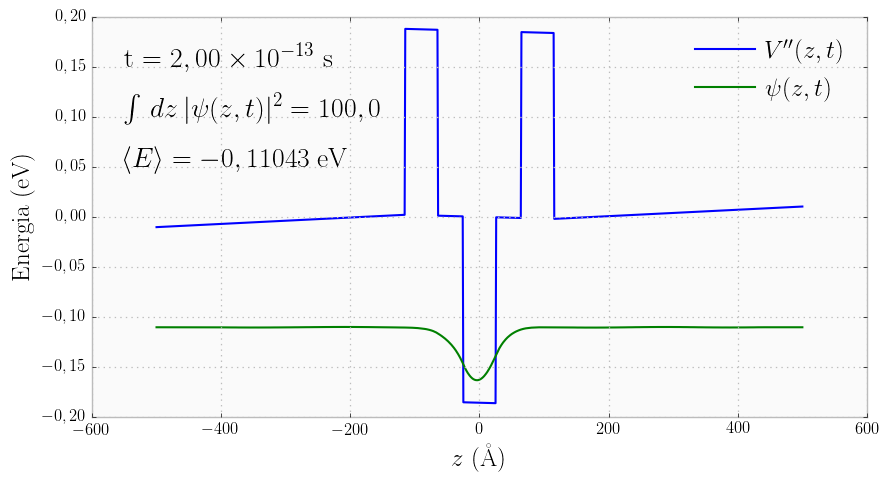 0,20
0,15
0,10
0,05
0,00
−0,05
−0,10
−0,15
−0,20
Energia (eV)
t = 2,00 × 10⁻¹³ s
∫ dz |ψ(z, t)|² = 100,0
⟨E⟩ = −0,11043 eV
V″(z, t)
ψ(z, t)
−600 −400 −200 0 200 400 600
z (Å)